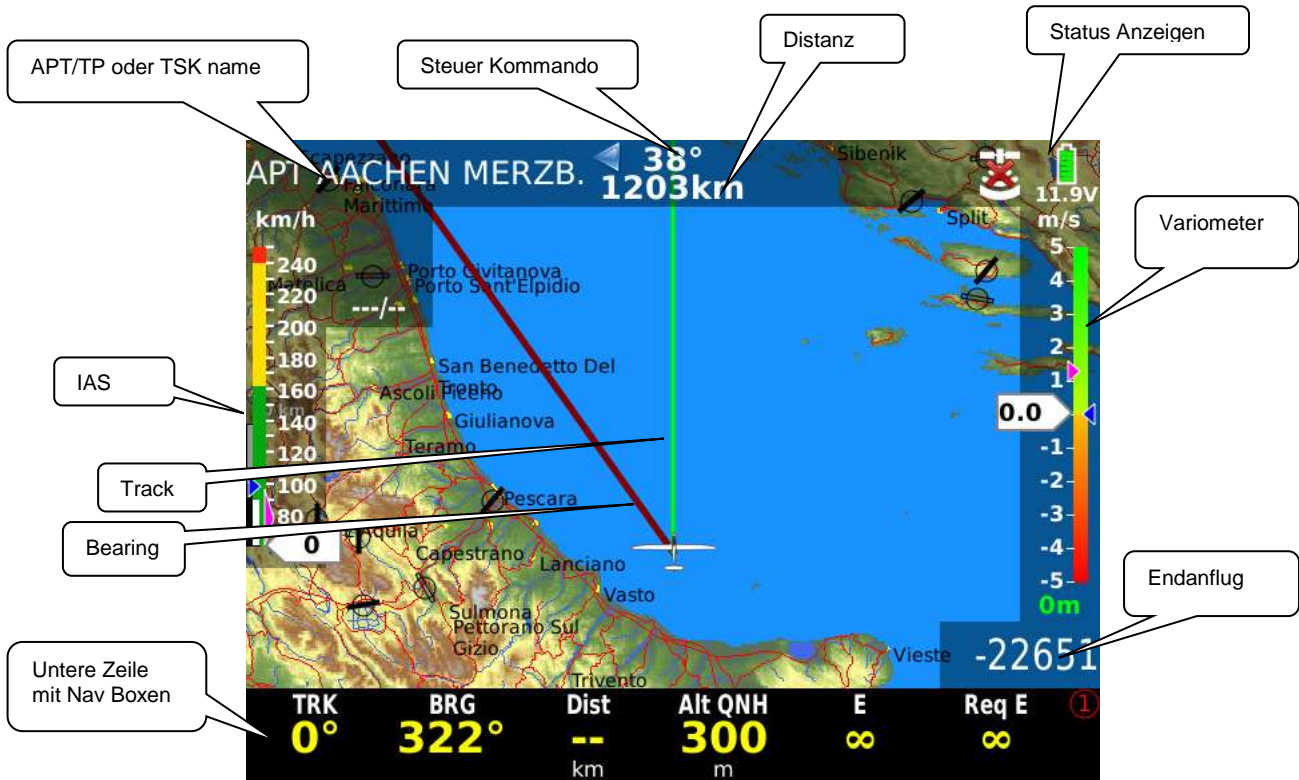 APT/TP oder TSK name
Steuer Kommando
Distanz
Status Anzeigen
APT AACHEN MERZB.
38°
1203km
11.9V
Falconara
Marittima
Sibenik
Split
km/h
240
220
200
180
160
140
120
100
80
0
---/--
Matelica
Porto Civitanova
Porto Sant'Elpidio
San Benedetto Del
Tronto
Ascoli Piceno
Giulianova
Teramo
Pescara
Capestrano
Lanciano
Vasto
Sulmona
Pettorano Sul
Gizio
Trivento
Vieste
m/s
5
4
3
2
1
0.0
-1
-2
-3
-4
-5
0m
-22651
Variometer
IAS
Track
Bearing
Endanflug
Untere Zeile
mit Nav Boxen
TRK BRG Dist Alt QNH E Req E ①
0° 322° -- 300 ∞ ∞
km m